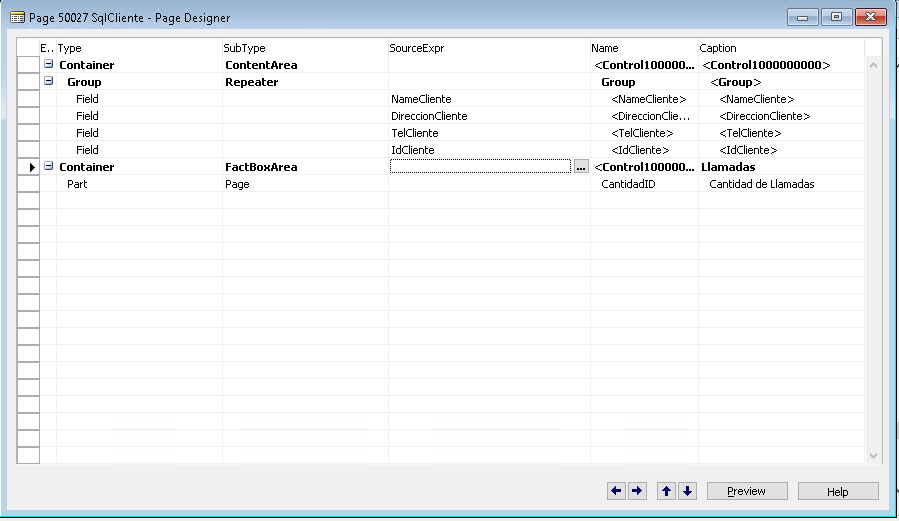 Page 50027 SqlCliente - Page Designer
E.. Type SubType SourceExpr Name Caption
Container ContentArea <Control100000... <Control1000000000>
Group Repeater Group <Group>
Field NameCliente <NameCliente> <NameCliente>
Field DireccionCliente <DireccionClie... <DireccionCliente>
Field TelCliente <TelCliente> <TelCliente>
Field IdCliente <IdCliente> <IdCliente>
Container FactBoxArea ... <Control100000... Llamadas
Part Page CantidadID Cantidad de Llamadas
Preview Help